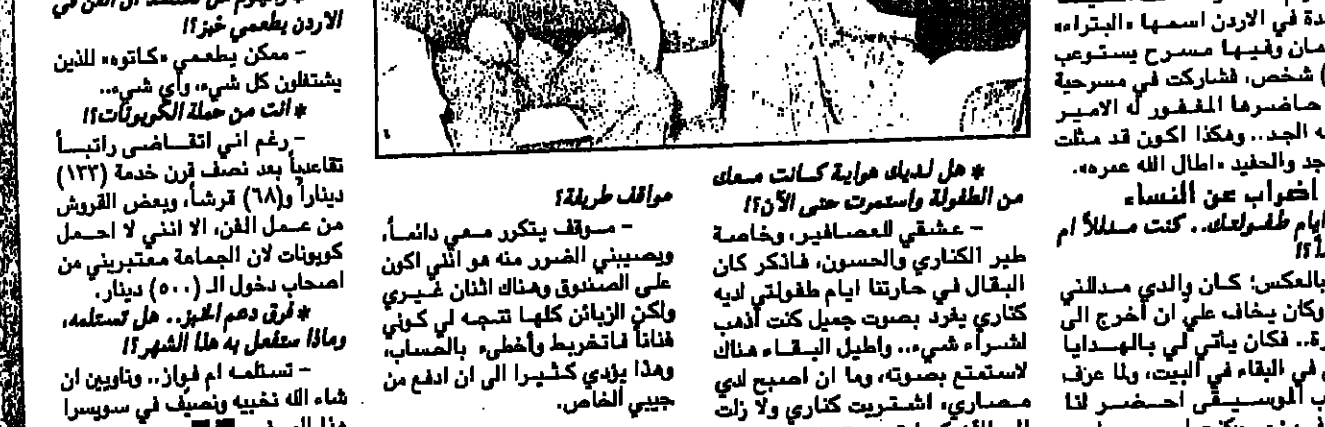 دة في الاردن اسمها «البتراء»
مان وفيها مسرح يستوعب
) شخص، فشاركت في مسرحية
حاضرها المغفور له الامير
ه الجد.. وهكذا اكون قد مثلت
جد والحفيد «اطال الله عمره».
اضراب عن النساء
ايام طفولتك.. كنت مدللاً ام
بالعكس؛ كان والدي مدللني
وكان يخاف علي ان اخرج الى
رة.. فكان يأتي لي بالهدايا
في البقاء في البيت، ولما عزف
ب الموسيقى احضر لنا
* هل لديك هواية كانت معك
من الطفولة واستمرت حتى الآن؟!
- عشقي للعصافير، وخاصة
طير الكناري والحسون، فاذكر كان
البقال في حارتنا ايام طفولتي لديه
كناري يغرد بصوت جميل كنت أذهب
لشراء شيء.. واطيل البقاء هناك
لاستمتع بصوته، وما ان اصبح لدي
مصاري، اشتريت كناري ولا زلت
مواقف طريفة؟
- موقف يتكرر معي دائماً،
ويصيبني الضرر منه هو انني اكون
على الصندوق وهناك اثنان غيري
ولكن الزبائن كلها تتجه لي كوني
فناناً فاتخربط وأخطىء بالحساب،
وهذا يؤدي كثيرا الى ان ادفع من
جيبي الخاص.
الاردن يطعمي خبز؟!
- ممكن يطعمي «كاتوه» للذين
يشتغلون كل شيء، وأي شيء..
* انت من حملة الكوبونات؟!
- رغم اني اتقاضى راتبـاً
تقاعدياً بعد نصف قرن خدمة (١٣٣)
ديناراً و(٦٨) قرشاً، وبعض القروش
من عمل الفن، الا انني لا احمل
كوبونات لان الجماعة معتبريني من
اصحاب دخول الـ (٥٠٠) دينار.
* فرق دعم الخبز.. هل تستلمه،
وماذا ستفعل به هذا الشهر؟!
- تستلمه ام فواز.. وناويين ان
شاء الله نخبيه ونصيّف في سويسرا